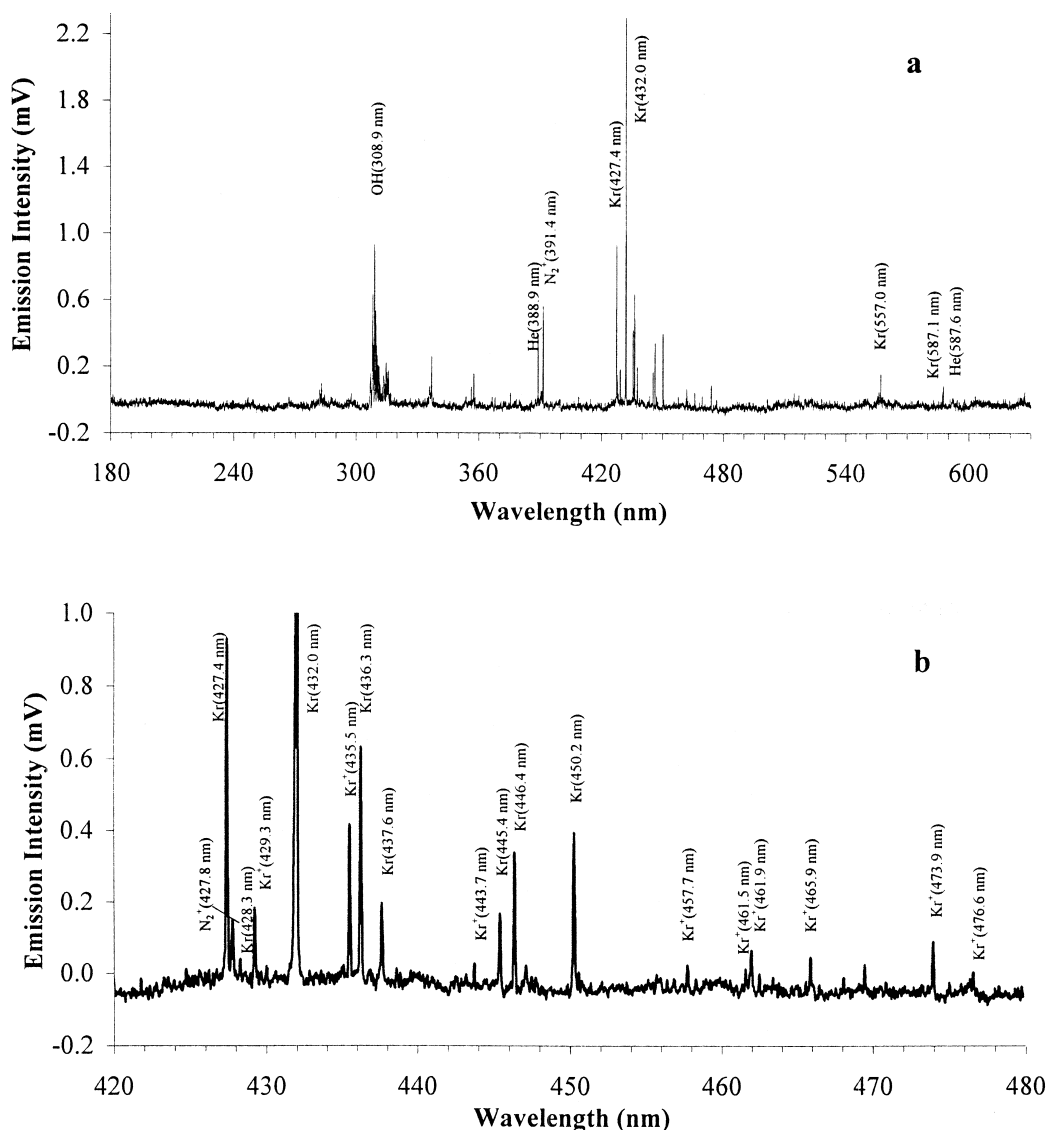 a
Emission Intensity (mV)
2.2
1.8
1.4
1.0
0.6
0.2
-0.2
OH(308.9 nm)
He(388.9 nm)
N₂⁺(391.4 nm)
Kr(427.4 nm)
Kr(432.0 nm)
Kr(557.0 nm)
Kr(587.1 nm)
He(587.6 nm)
180 240 300 360 420 480 540 600
Wavelength (nm)
b
Emission Intensity (mV)
1.0
0.8
0.6
0.4
0.2
0.0
-0.2
N₂⁺(427.8 nm)
Kr(427.4 nm)
Kr(428.3 nm)
Kr⁺(429.3 nm)
Kr(432.0 nm)
Kr⁺(435.5 nm)
Kr(436.3 nm)
Kr(437.6 nm)
Kr⁺(443.7 nm)
Kr(445.4 nm)
Kr(446.4 nm)
Kr(450.2 nm)
Kr⁺(457.7 nm)
Kr⁺(461.5 nm)
Kr⁺(461.9 nm)
Kr⁺(465.9 nm)
Kr⁺(473.9 nm)
Kr⁺(476.6 nm)
420 430 440 450 460 470 480
Wavelength (nm)